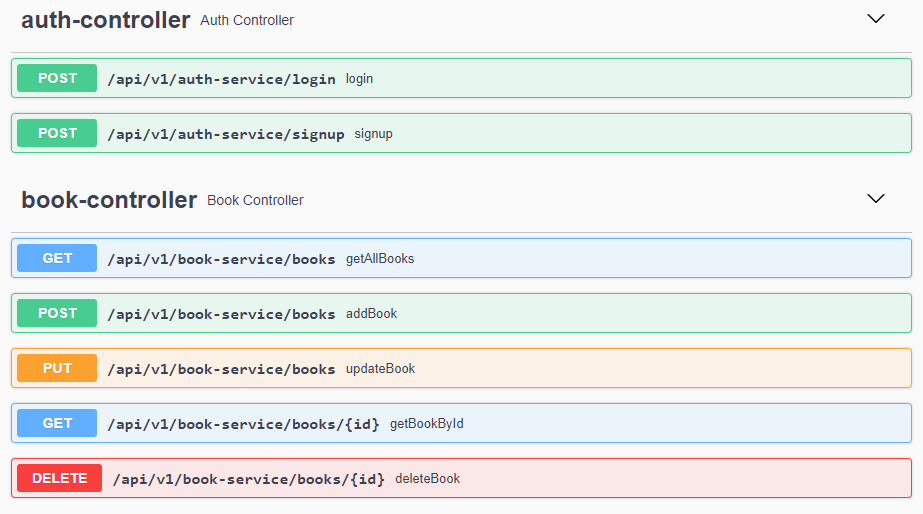 auth-controller Auth Controller
POST /api/v1/auth-service/login login
POST /api/v1/auth-service/signup signup
book-controller Book Controller
GET /api/v1/book-service/books getAllBooks
POST /api/v1/book-service/books addBook
PUT /api/v1/book-service/books updateBook
GET /api/v1/book-service/books/{id} getBookById
DELETE /api/v1/book-service/books/{id} deleteBook